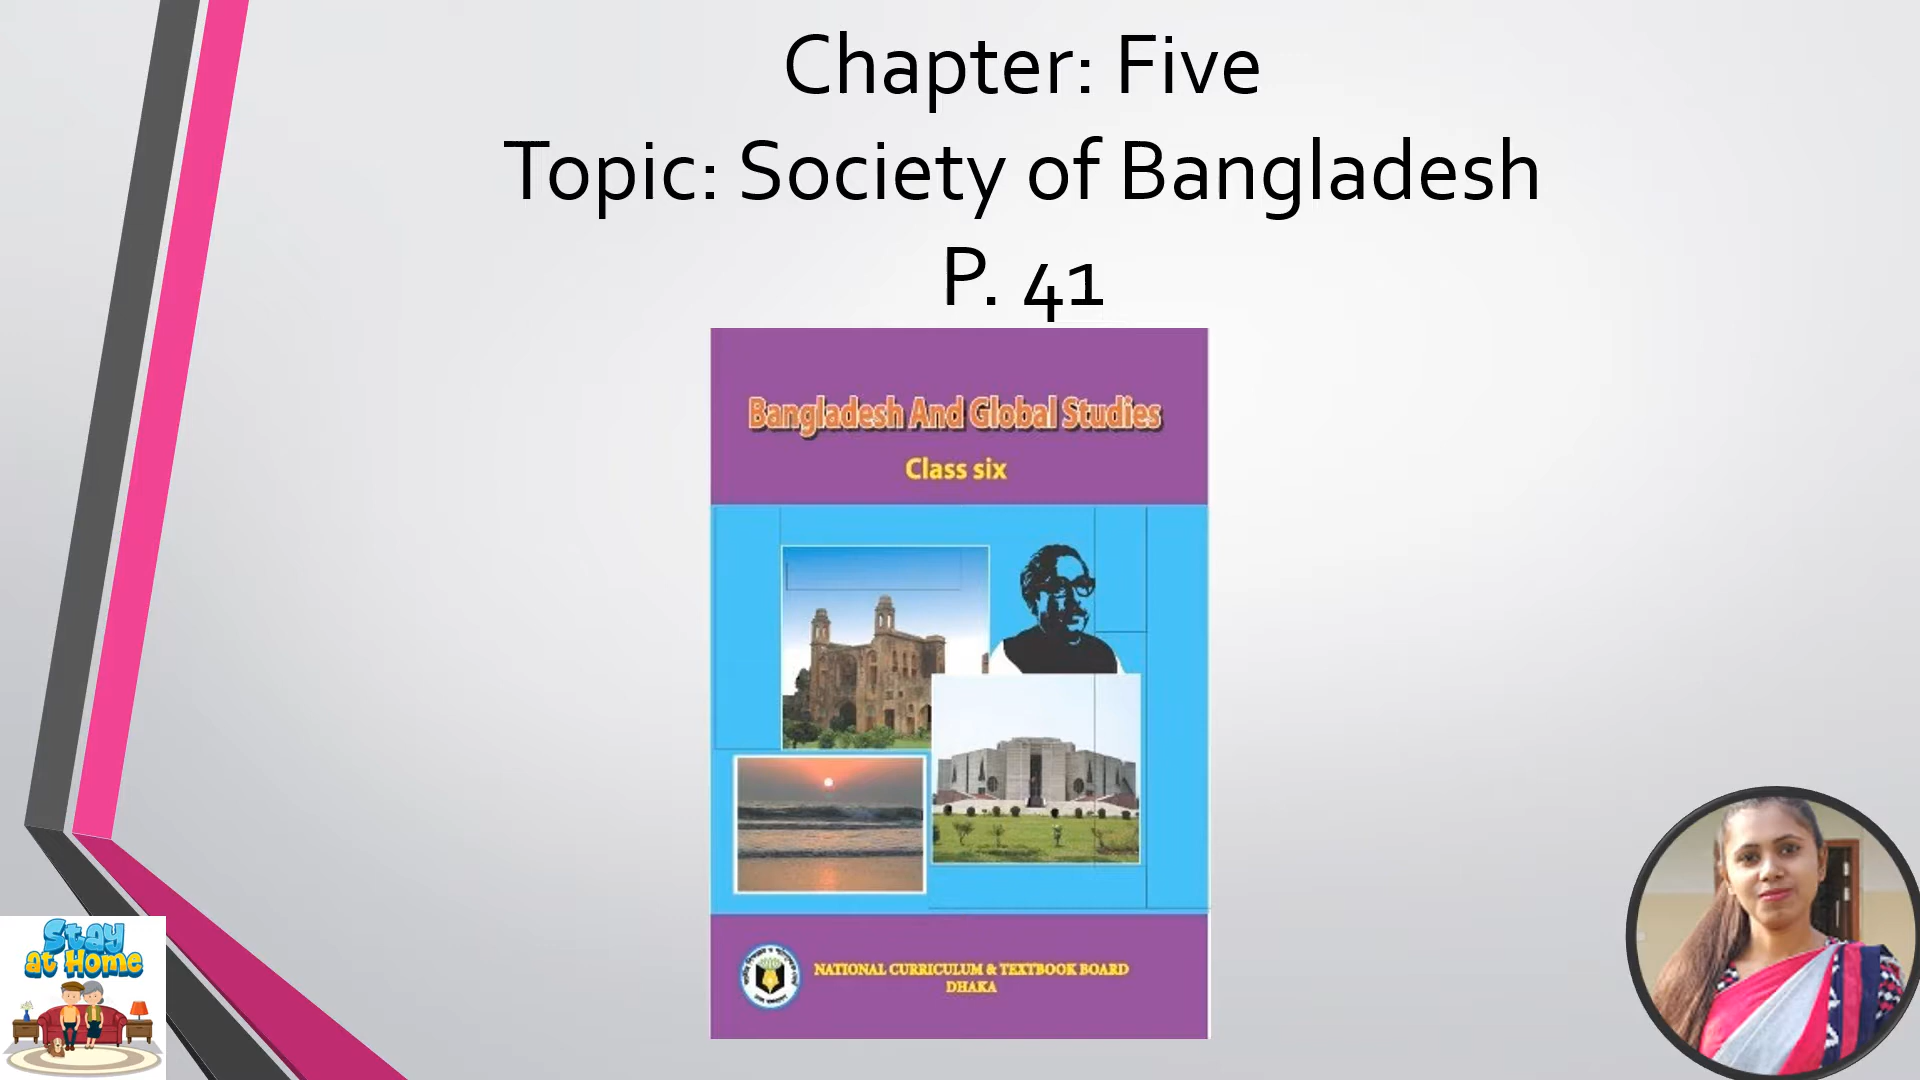 Chapter: Five
Topic: Society of Bangladesh
P. 41
Bangladesh And Global Studies
Class six
NATIONAL CURRICULUM & TEXTBOOK BOARD
DHAKA
Stay
at Home